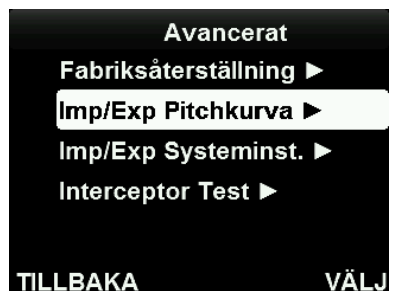 Avancerat
Fabriksåterställning ▶
Imp/Exp Pitchkurva ▶
Imp/Exp Systeminst. ▶
Interceptor Test ▶
TILLBAKA VÄLJ